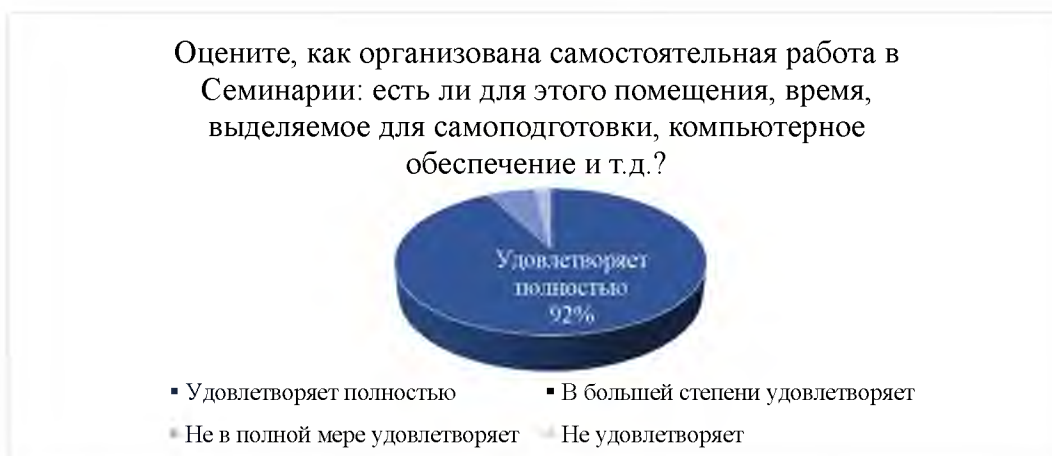 Оцените, как организована самостоятельная работа в
Семинарии: есть ли для этого помещения, время,
выделяемое для самоподготовки, компьютерное
обеспечение и т.д.?
Удовлетворяет
полностью
92%
Удовлетворяет полностью
В большей степени удовлетворяет
Не в полной мере удовлетворяет
Не удовлетворяет